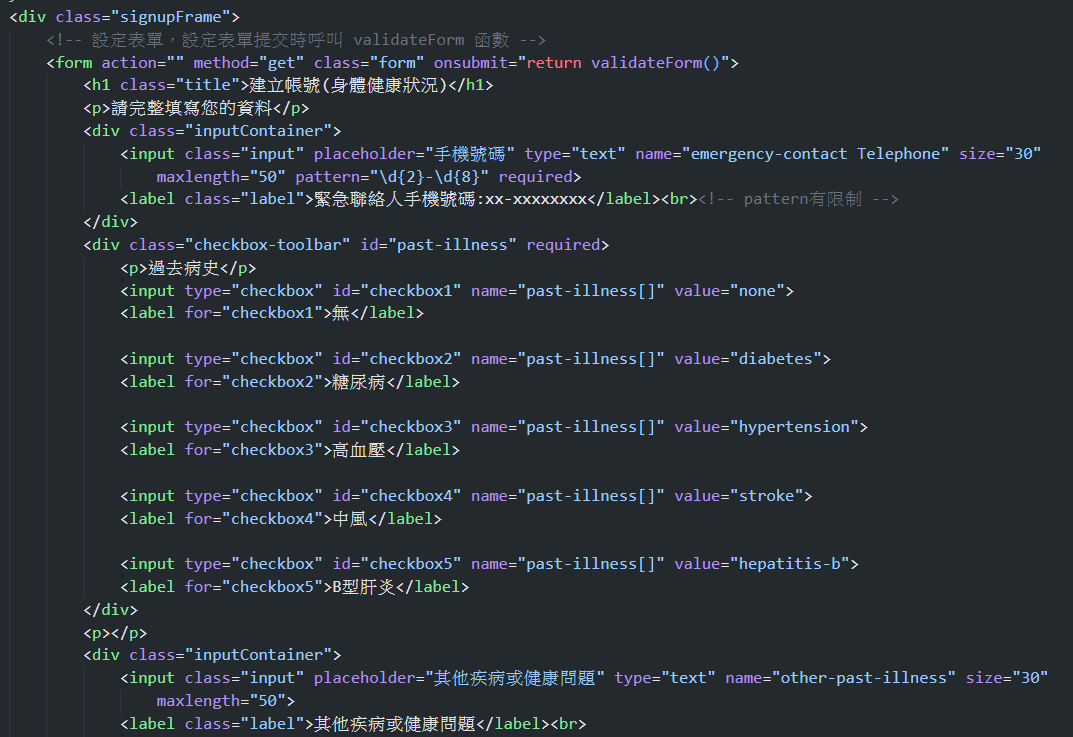 <div class="signupFrame">
<!-- 設定表單，設定表單提交時呼叫 validateForm 函數 -->
<form action="" method="get" class="form" onsubmit="return validateForm()">
<h1 class="title">建立帳號(身體健康狀況)</h1>
<p>請完整填寫您的資料</p>
<div class="inputContainer">
<input class="input" placeholder="手機號碼" type="text" name="emergency-contact Telephone" size="30"
maxlength="50" pattern="\d{2}-\d{8}" required>
<label class="label">緊急聯絡人手機號碼:xx-xxxxxxxx</label><br><!-- pattern有限制 -->
</div>
<div class="checkbox-toolbar" id="past-illness" required>
<p>過去病史</p>
<input type="checkbox" id="checkbox1" name="past-illness[]" value="none">
<label for="checkbox1">無</label>
<input type="checkbox" id="checkbox2" name="past-illness[]" value="diabetes">
<label for="checkbox2">糖尿病</label>
<input type="checkbox" id="checkbox3" name="past-illness[]" value="hypertension">
<label for="checkbox3">高血壓</label>
<input type="checkbox" id="checkbox4" name="past-illness[]" value="stroke">
<label for="checkbox4">中風</label>
<input type="checkbox" id="checkbox5" name="past-illness[]" value="hepatitis-b">
<label for="checkbox5">B型肝炎</label>
</div>
<p></p>
<div class="inputContainer">
<input class="input" placeholder="其他疾病或健康問題" type="text" name="other-past-illness" size="30"
maxlength="50">
<label class="label">其他疾病或健康問題</label><br>